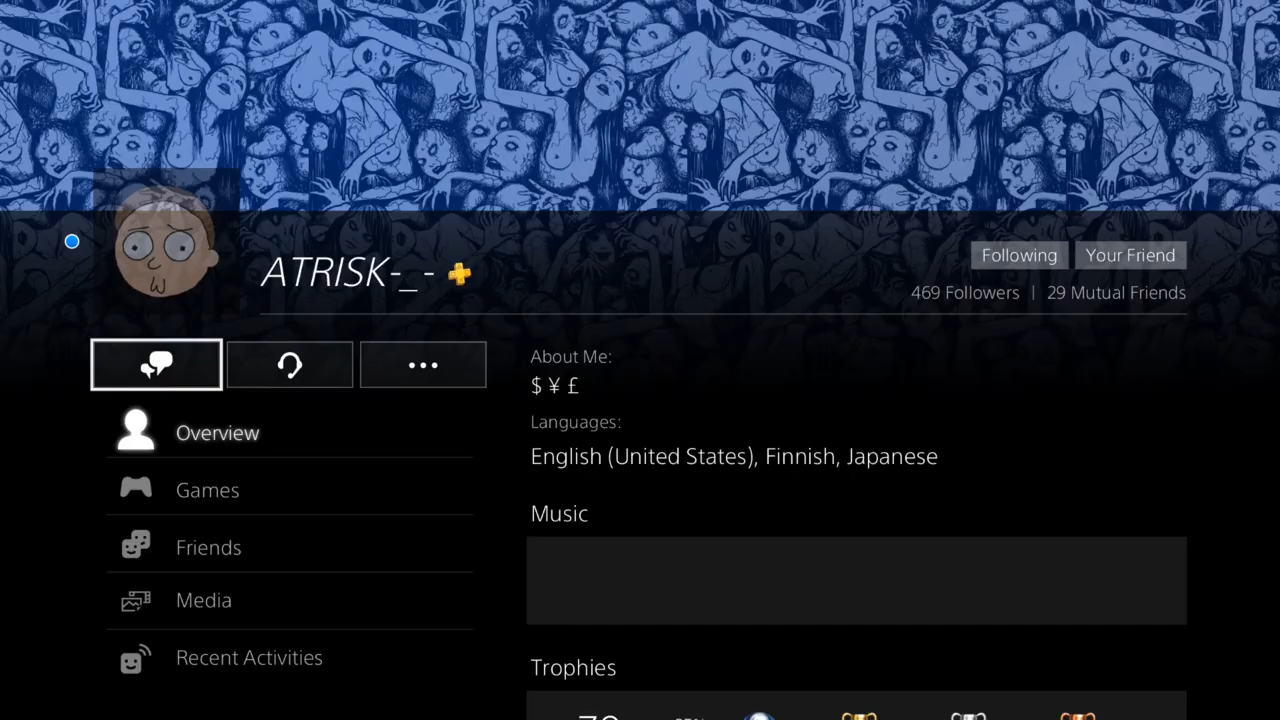 ATRISK-_-
Following
Your Friend
469 Followers | 29 Mutual Friends
About Me:
$ ¥ £
Languages:
English (United States), Finnish, Japanese
Overview
Games
Friends
Media
Recent Activities
Music
Trophies